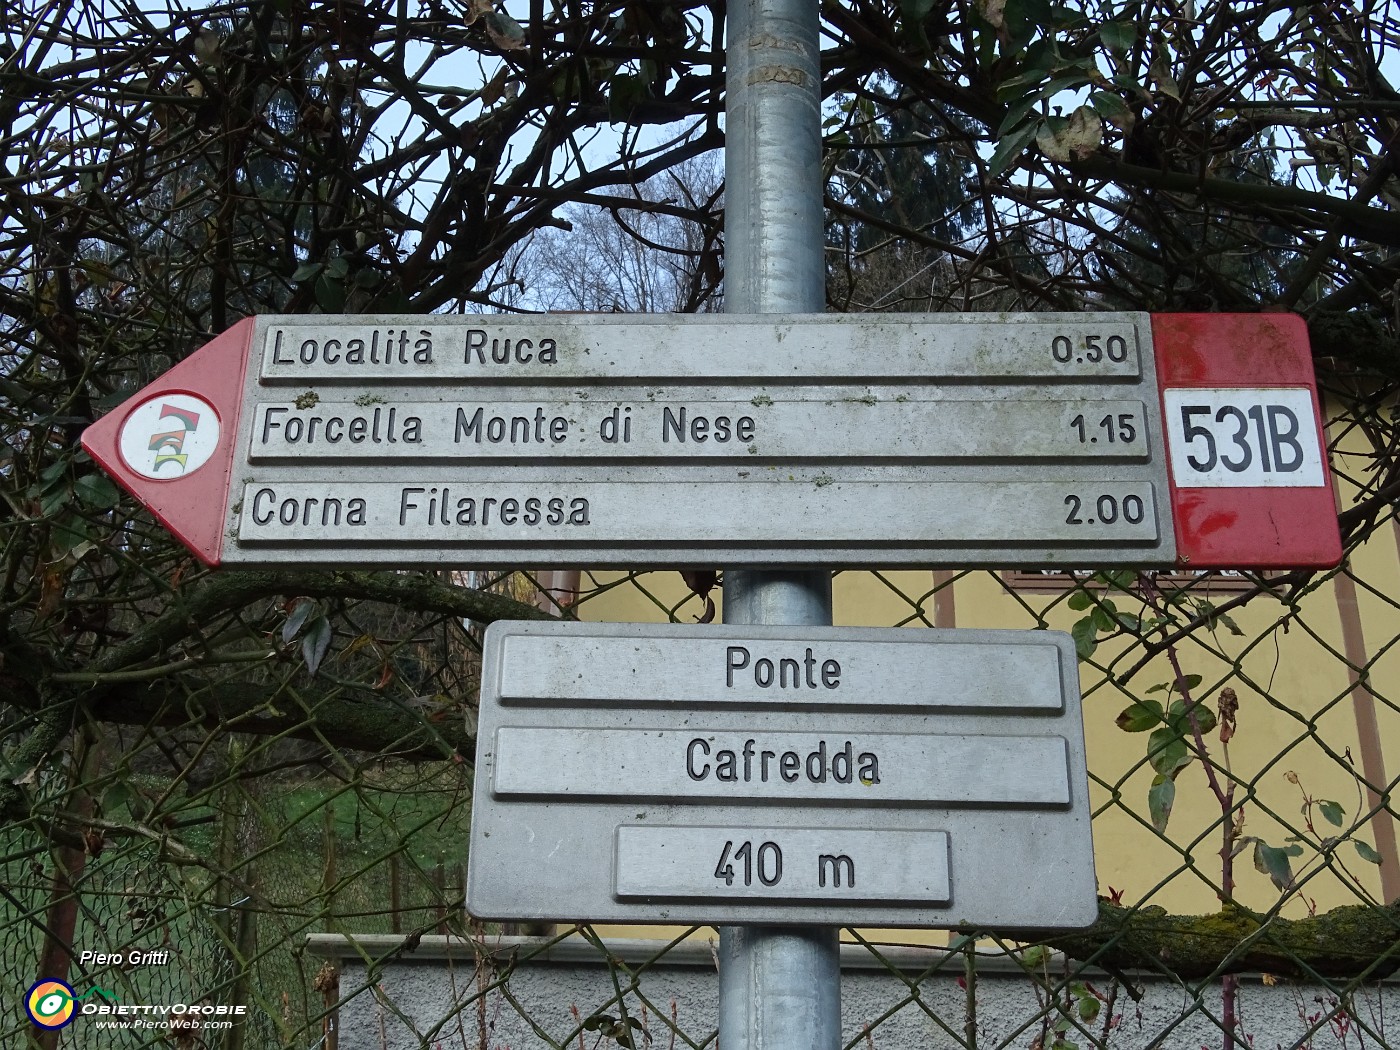 Località Ruca 0.50
Forcella Monte di Nese 1.15
Corna Filaressa 2.00
531B
Ponte
Cafredda
410 m
Piero Gritti
ObiettivOrobie
www.PieroWeb.com